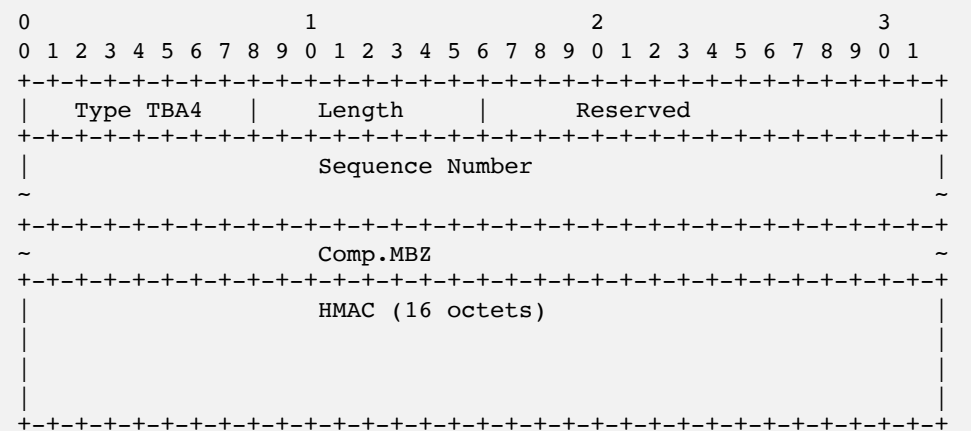 0                   1                   2                   3
0 1 2 3 4 5 6 7 8 9 0 1 2 3 4 5 6 7 8 9 0 1 2 3 4 5 6 7 8 9 0 1
+-+-+-+-+-+-+-+-+-+-+-+-+-+-+-+-+-+-+-+-+-+-+-+-+-+-+-+-+-+-+-+-+
|   Type TBA4   |    Length     |      Reserved                 |
+-+-+-+-+-+-+-+-+-+-+-+-+-+-+-+-+-+-+-+-+-+-+-+-+-+-+-+-+-+-+-+-+
|                    Sequence Number                            |
~                                                               ~
+-+-+-+-+-+-+-+-+-+-+-+-+-+-+-+-+-+-+-+-+-+-+-+-+-+-+-+-+-+-+-+-+
~                    Comp.MBZ                                   ~
+-+-+-+-+-+-+-+-+-+-+-+-+-+-+-+-+-+-+-+-+-+-+-+-+-+-+-+-+-+-+-+-+
|                    HMAC (16 octets)                           |
|                                                               |
|                                                               |
|                                                               |
+-+-+-+-+-+-+-+-+-+-+-+-+-+-+-+-+-+-+-+-+-+-+-+-+-+-+-+-+-+-+-+-+